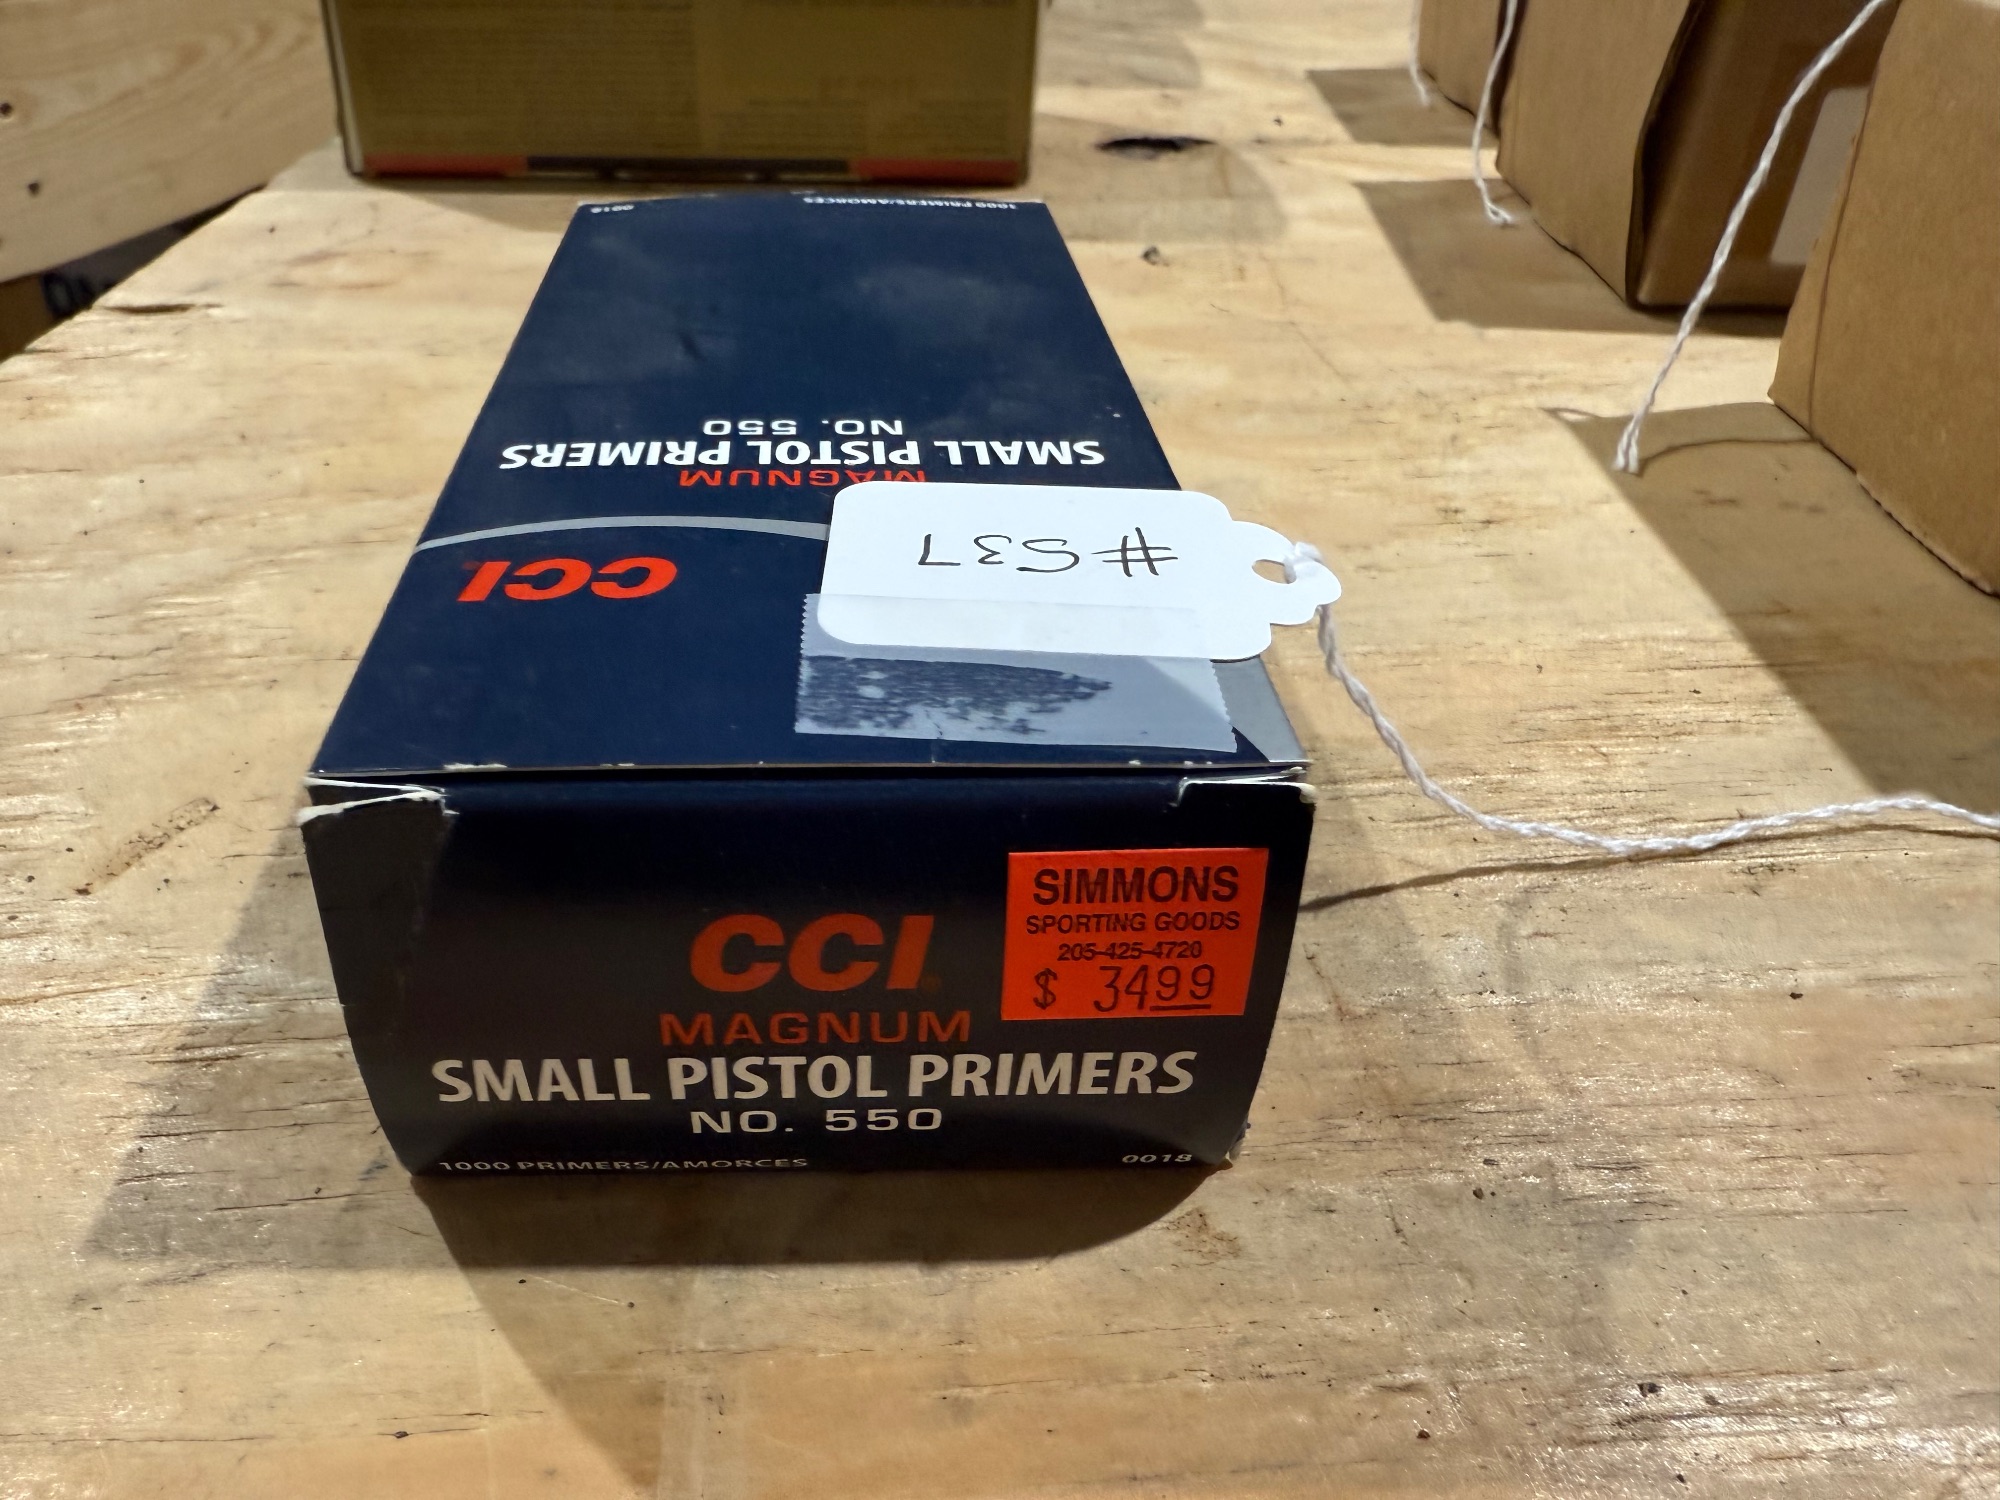 1000 PRIMERS/AMORCES
0018
NO. 550
SMALL PISTOL PRIMERS
MAGNUM
CCI
#537
CCI
MAGNUM
SMALL PISTOL PRIMERS
NO. 550
1000 PRIMERS/AMORCES
0018
SIMMONS
SPORTING GOODS
205-425-4720
$ 3499